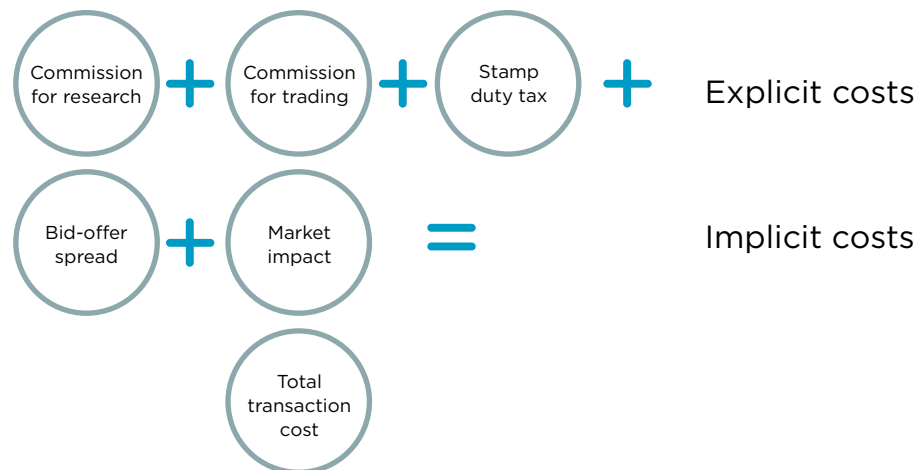 Commission
for research
+
Commission
for trading
+
Stamp
duty tax
+
Explicit costs
Bid-offer
spread
+
Market
impact
=
Implicit costs
Total
transaction
cost